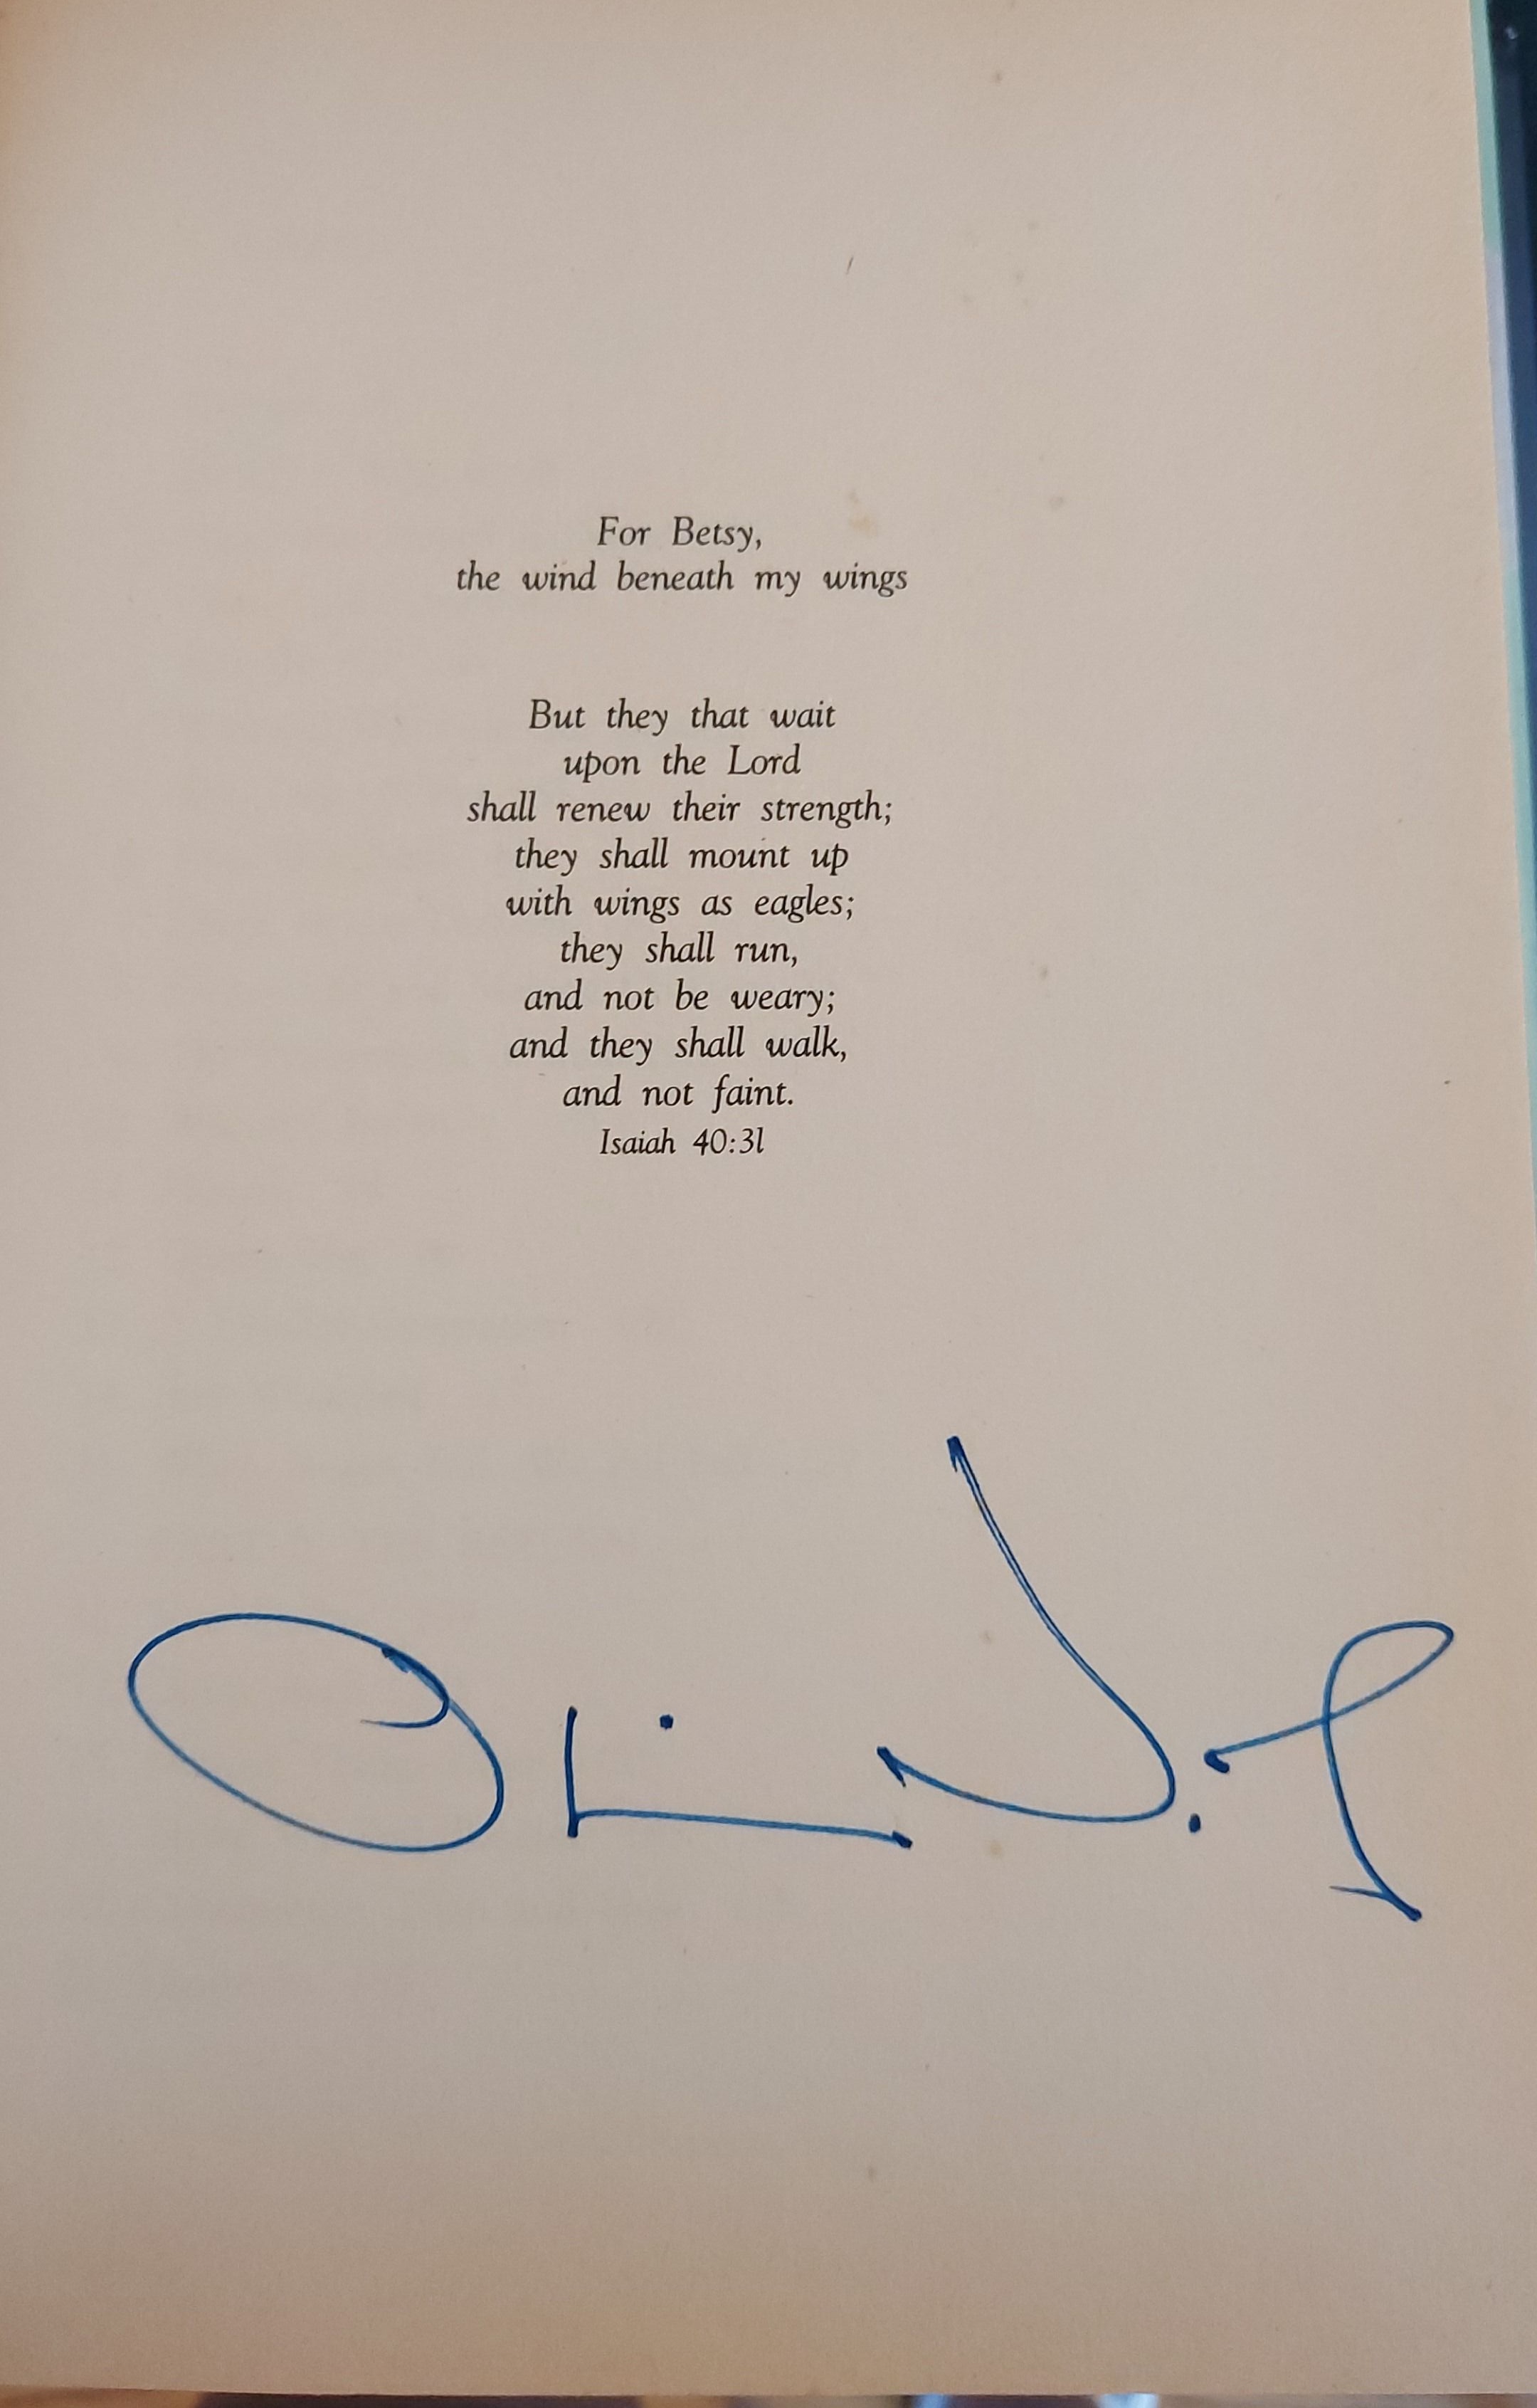 For Betsy,
the wind beneath my wings
But they that wait
upon the Lord
shall renew their strength;
they shall mount up
with wings as eagles;
they shall run,
and not be weary;
and they shall walk,
and not faint.
Isaiah 40:31